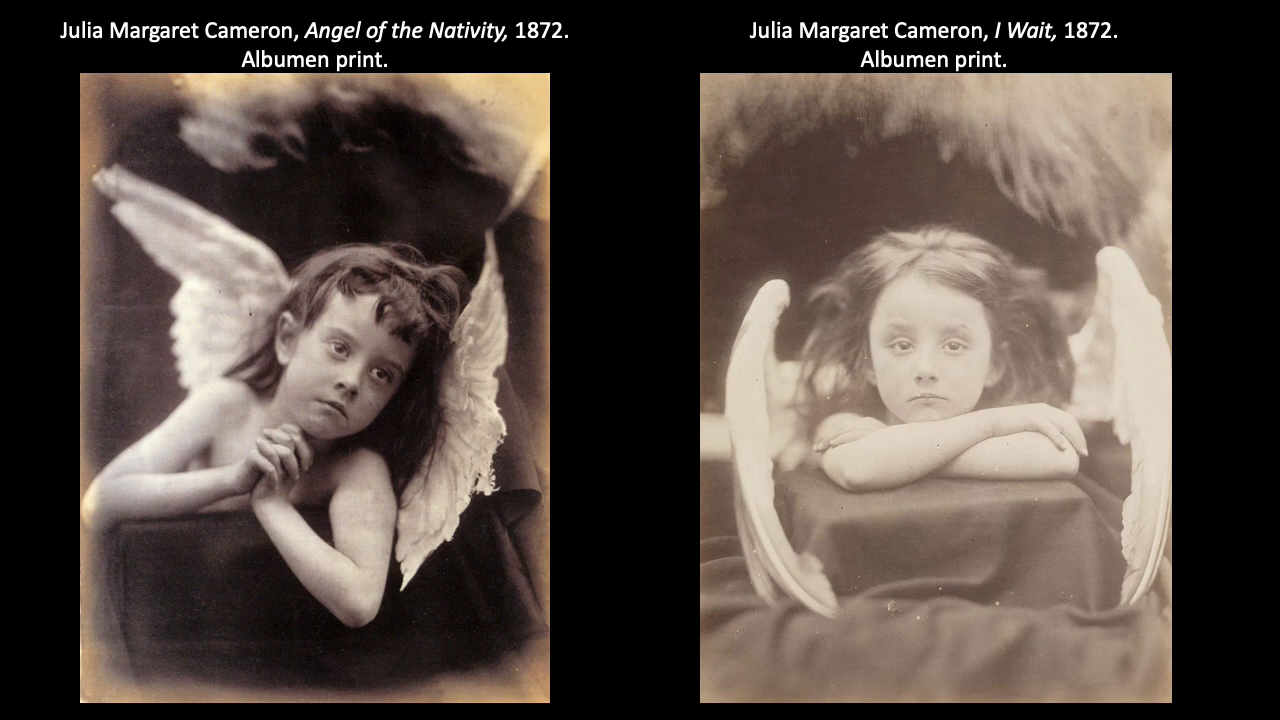 Julia Margaret Cameron, Angel of the Nativity, 1872.
Albumen print.
Julia Margaret Cameron, I Wait, 1872.
Albumen print.